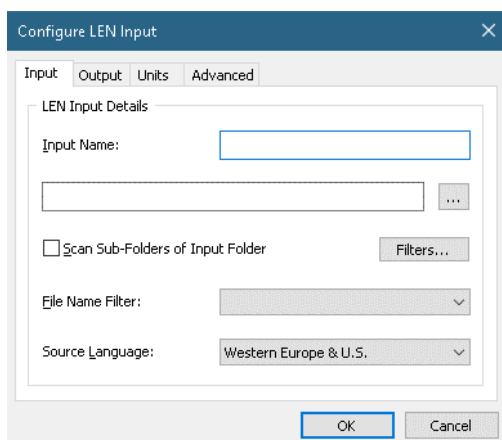 Configure LEN Input
Input Output Units Advanced
LEN Input Details
Input Name:
...
Scan Sub-Folders of Input Folder Filters...
File Name Filter:
Source Language: Western Europe & U.S.
OK Cancel